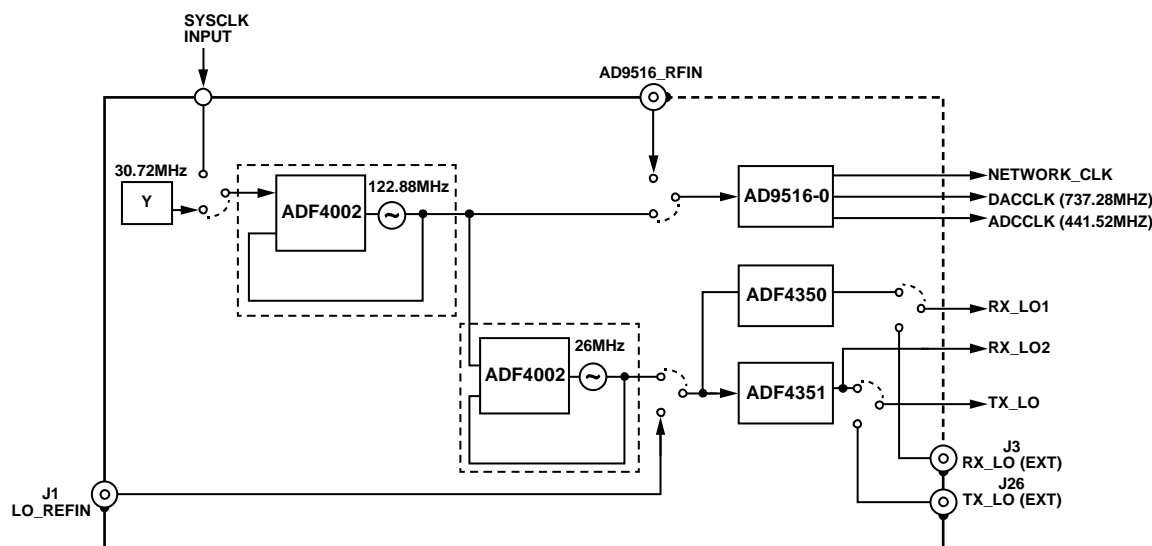 SYSCLK
INPUT
AD9516_RFIN
30.72MHz
Y
ADF4002
122.88MHz
~
AD9516-0
NETWORK_CLK
DACCLK (737.28MHZ)
ADCCLK (441.52MHZ)
ADF4350
RX_LO1
ADF4002
26MHz
~
RX_LO2
ADF4351
TX_LO
J3
RX_LO (EXT)
J26
TX_LO (EXT)
J1
LO_REFIN